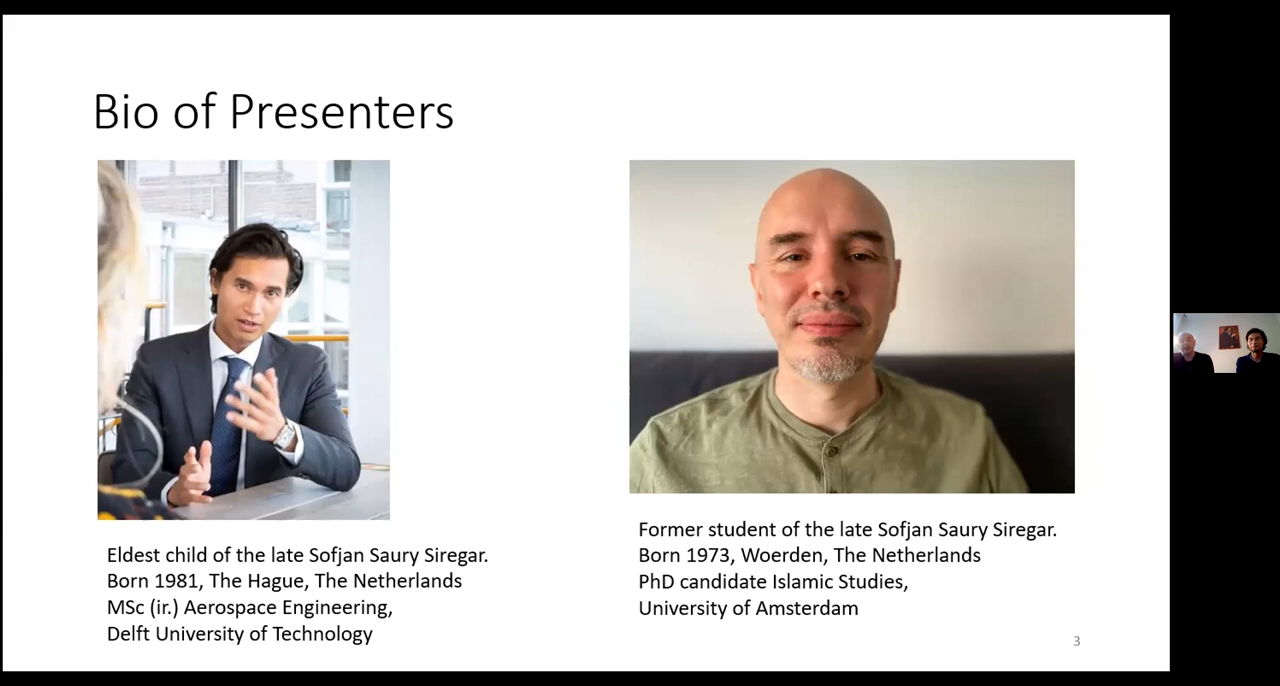 Bio of Presenters
Eldest child of the late Sofjan Saury Siregar.
Born 1981, The Hague, The Netherlands
MSc (ir.) Aerospace Engineering,
Delft University of Technology
Former student of the late Sofjan Saury Siregar.
Born 1973, Woerden, The Netherlands
PhD candidate Islamic Studies,
University of Amsterdam
3